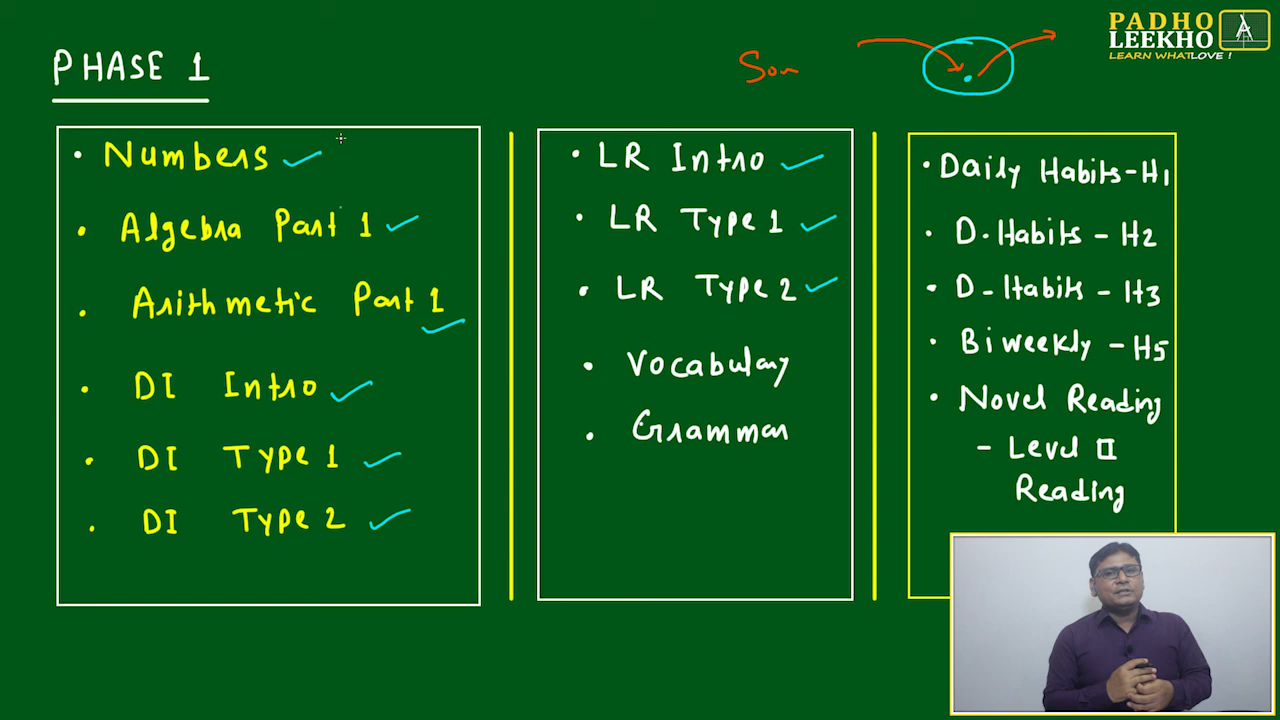 PHASE 1
Som
PADHO
LEEKHO
LEARN WHAT LOVE !
• Numbers
• Algebra Part 1
• Arithmetic Part 1
• DI Intro
• DI Type 1
• DI Type 2
• LR Intro
• LR Type 1
• LR Type 2
• Vocabulary
• Grammar
• Daily Habits-H1
• D. Habits - H2
• D- Habits - H3
• Biweekly - H5
• Novel Reading
- Level II
Reading